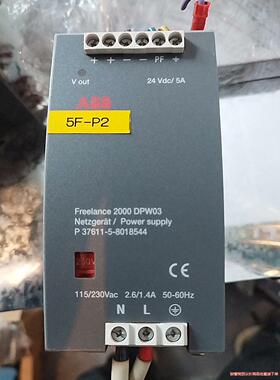 + + − − PF +
V out 24 Vdc/ 5A
ABB
5F-P2
Freelance 2000 DPW03
Netzgerät / Power supply
P 37611-5-8018544
230V
CE
115/230Vac 2.6/1.4A 50-60Hz
N L